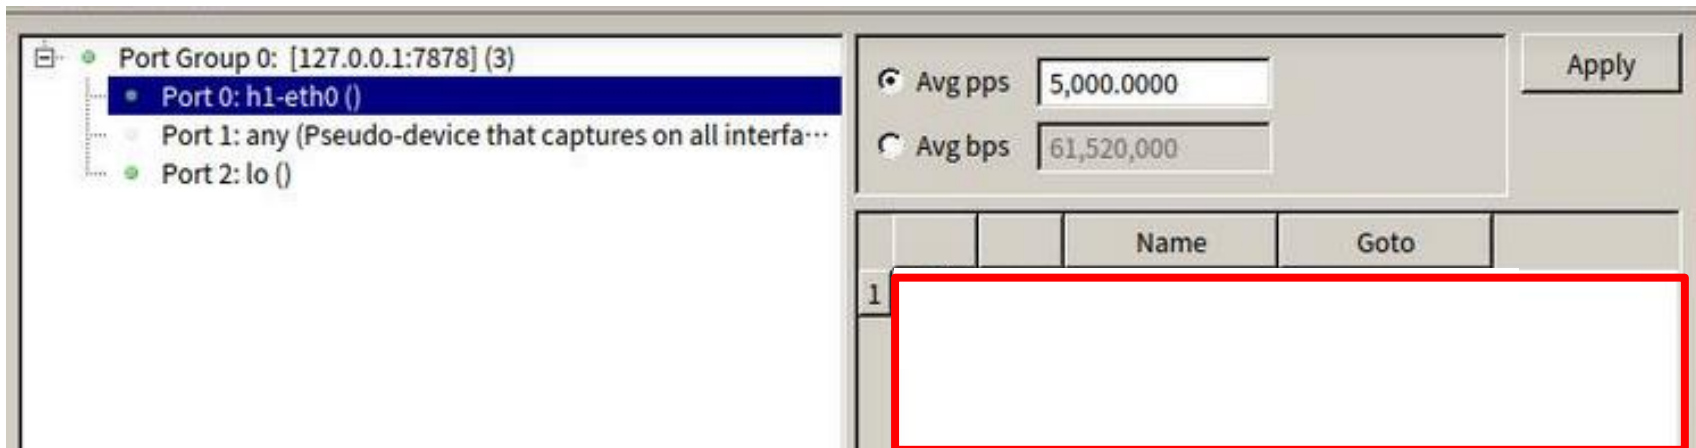 Port Group 0: [127.0.0.1:7878] (3)
Port 0: h1-eth0 ()
Port 1: any (Pseudo-device that captures on all interfa···
Port 2: lo ()
Avg pps 5,000.0000
Avg bps 61,520,000
Apply
Name Goto
1